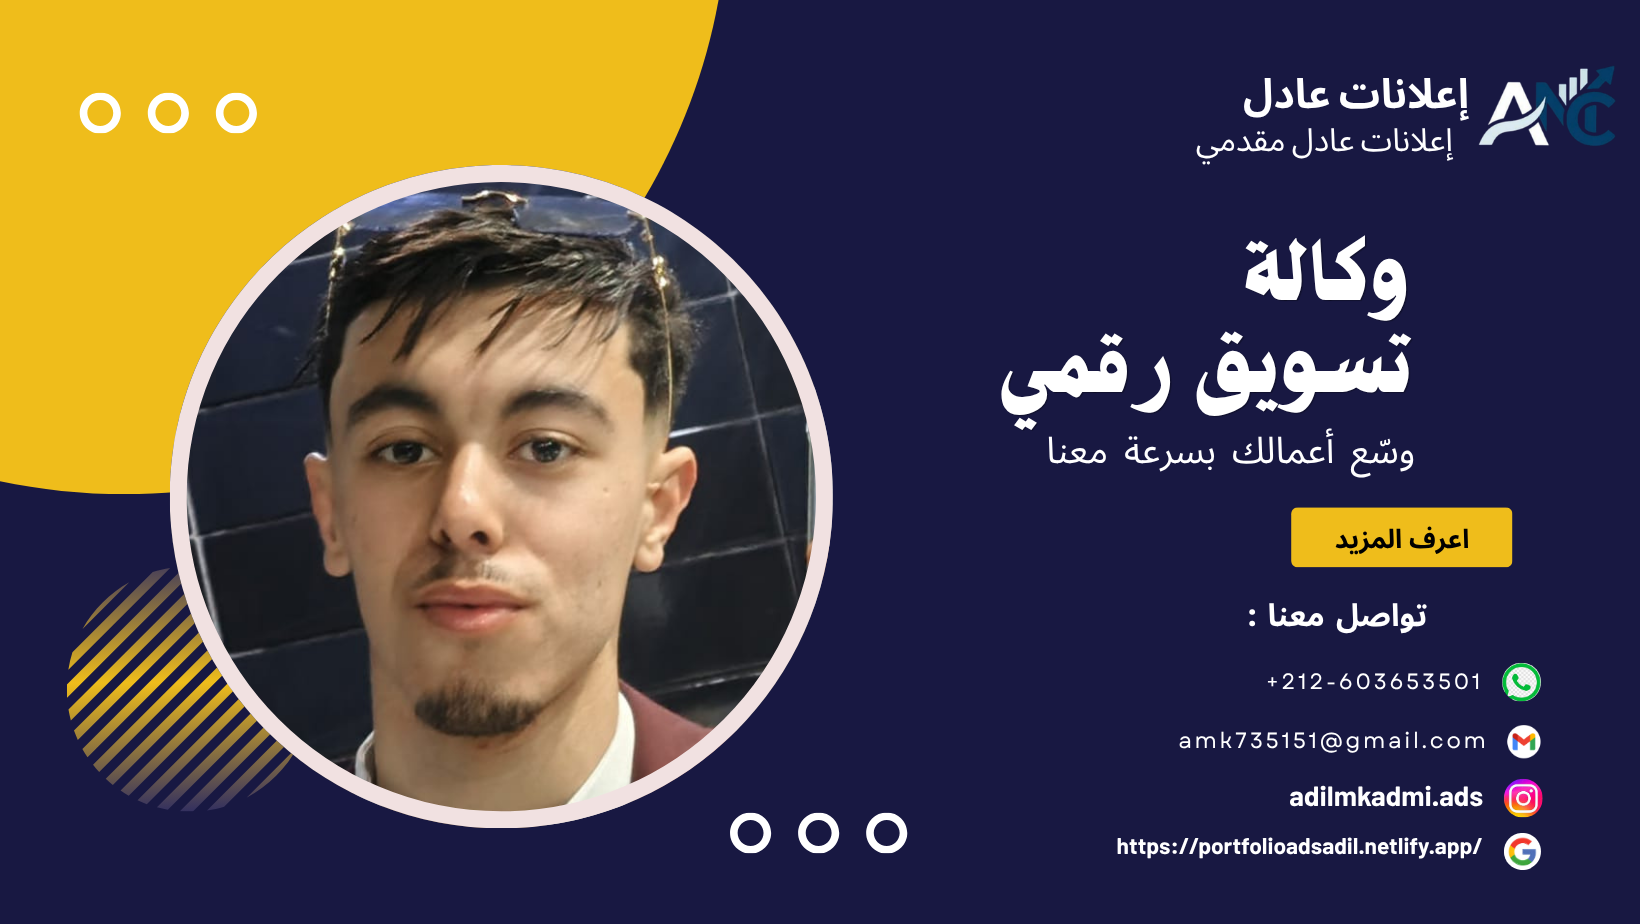 إعلانات عادل
إعلانات عادل مقدمي
وكالة
تسويق رقمي
وسّع أعمالك بسرعة معنا
اعرف المزيد
تواصل معنا :
+212-603653501
amk735151@gmail.com
adilmkadmi.ads
https://portfolioadsadil.netlify.app/